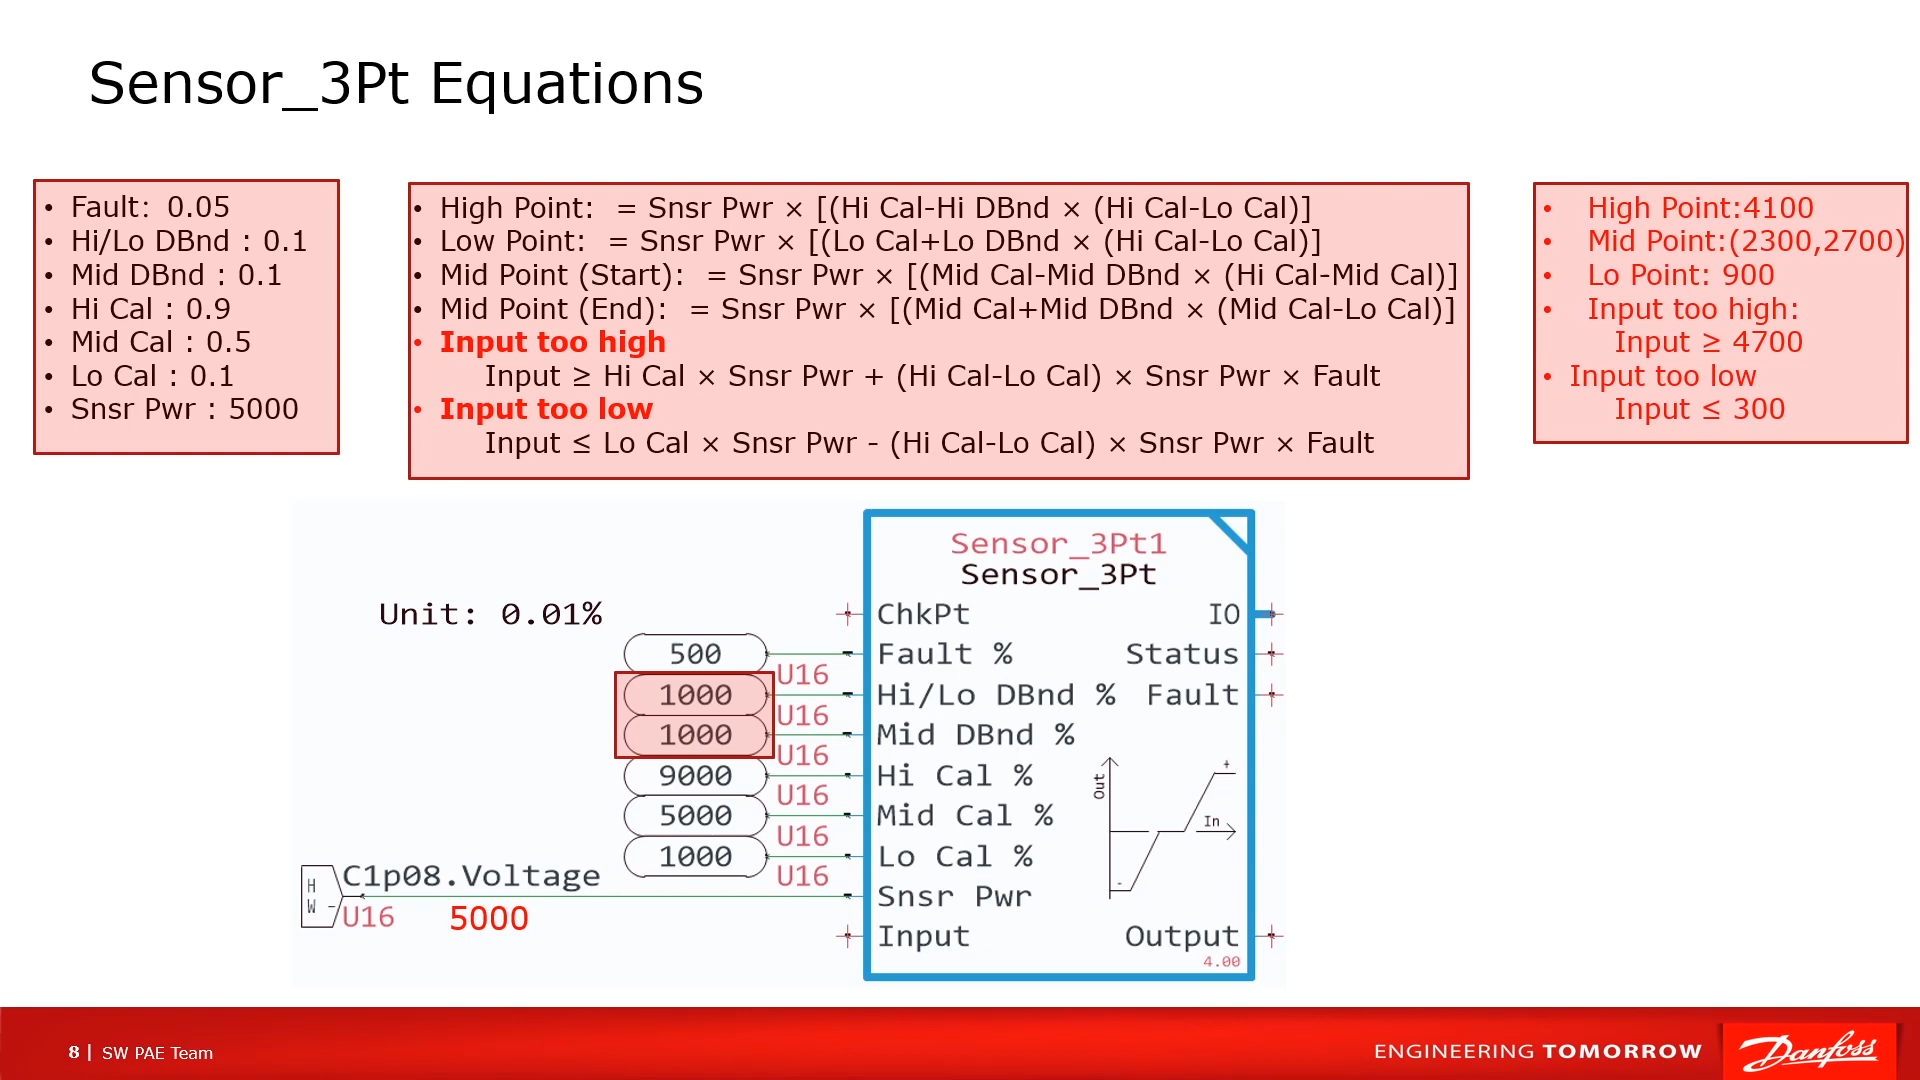 Sensor_3Pt Equations
• Fault: 0.05
• Hi/Lo DBnd : 0.1
• Mid DBnd : 0.1
• Hi Cal : 0.9
• Mid Cal : 0.5
• Lo Cal : 0.1
• Snsr Pwr : 5000
• High Point: = Snsr Pwr × [(Hi Cal-Hi DBnd × (Hi Cal-Lo Cal)]
• Low Point: = Snsr Pwr × [(Lo Cal+Lo DBnd × (Hi Cal-Lo Cal)]
• Mid Point (Start): = Snsr Pwr × [(Mid Cal-Mid DBnd × (Hi Cal-Mid Cal)]
• Mid Point (End): = Snsr Pwr × [(Mid Cal+Mid DBnd × (Mid Cal-Lo Cal)]
• Input too high
Input ≥ Hi Cal × Snsr Pwr + (Hi Cal-Lo Cal) × Snsr Pwr × Fault
• Input too low
Input ≤ Lo Cal × Snsr Pwr - (Hi Cal-Lo Cal) × Snsr Pwr × Fault
• High Point:4100
• Mid Point:(2300,2700)
• Lo Point: 900
• Input too high:
Input ≥ 4700
• Input too low
Input ≤ 300
Sensor_3Pt1
Sensor_3Pt
Unit: 0.01%
ChkPt IO
500 Fault % Status
U16
1000 Hi/Lo DBnd % Fault
U16
1000 Mid DBnd %
U16
9000 Hi Cal %
U16
5000 Mid Cal %
U16
1000 Lo Cal %
U16
Out
+
In
-
H
W
C1p08.Voltage
Snsr Pwr
U16 5000
Input Output
4.00
8 | SW PAE Team
ENGINEERING TOMORROW
Danfoss